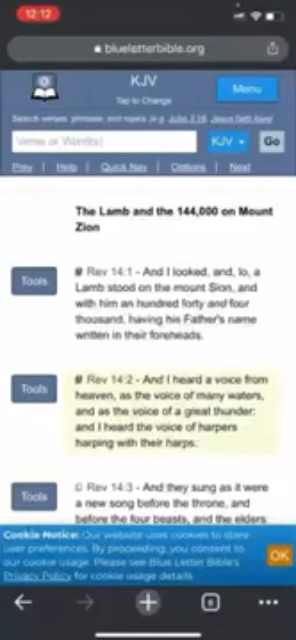 12:12
blueletterbible.org
KJV
Tap to Change
Menu
Search verses, phrases, and topics (e.g. John 3:16, Jesus faith love)
Verse or Word(s)
KJV
Go
Prev | Help | Quick Nav | Options | Next
The Lamb and the 144,000 on Mount
Zion
Tools
Rev 14:1 - And I looked, and, lo, a
Lamb stood on the mount Sion, and
with him an hundred forty and four
thousand, having his Father's name
written in their foreheads.
Tools
Rev 14:2 - And I heard a voice from
heaven, as the voice of many waters,
and as the voice of a great thunder:
and I heard the voice of harpers
harping with their harps:
Tools
Rev 14:3 - And they sung as it were
a new song before the throne, and
before the four beasts, and the elders:
Cookie Notice: Our website uses cookies to store
user preferences. By proceeding, you consent to
our cookie usage. Please see Blue Letter Bible's
Privacy Policy for cookie usage details.
OK